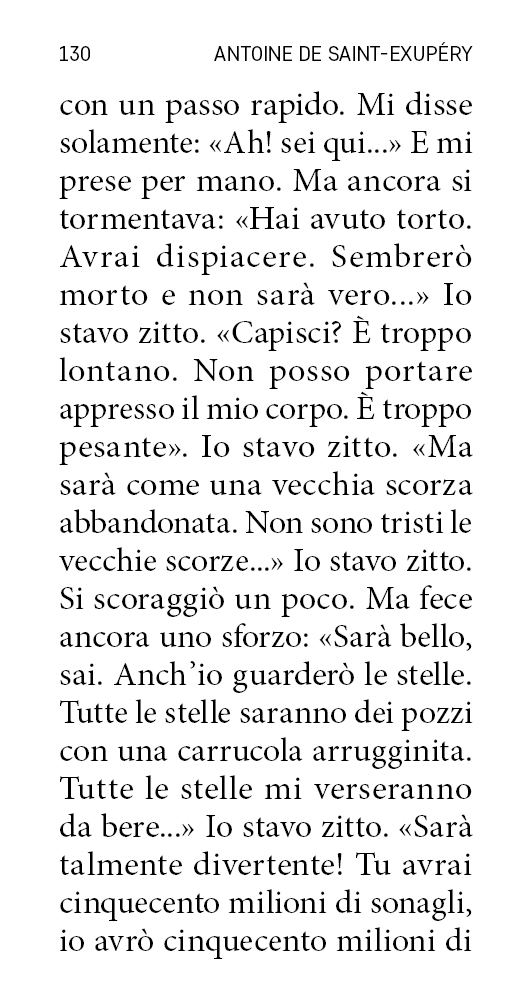 130 ANTOINE DE SAINT-EXUPÉRY
con un passo rapido. Mi disse
solamente: «Ah! sei qui...» E mi
prese per mano. Ma ancora si
tormentava: «Hai avuto torto.
Avrai dispiacere. Sembrerò
morto e non sarà vero...» Io
stavo zitto. «Capisci? È troppo
lontano. Non posso portare
appresso il mio corpo. È troppo
pesante». Io stavo zitto. «Ma
sarà come una vecchia scorza
abbandonata. Non sono tristi le
vecchie scorze...» Io stavo zitto.
Si scoraggiò un poco. Ma fece
ancora uno sforzo: «Sarà bello,
sai. Anch’io guarderò le stelle.
Tutte le stelle saranno dei pozzi
con una carrucola arrugginita.
Tutte le stelle mi verseranno
da bere...» Io stavo zitto. «Sarà
talmente divertente! Tu avrai
cinquecento milioni di sonagli,
io avrò cinquecento milioni di